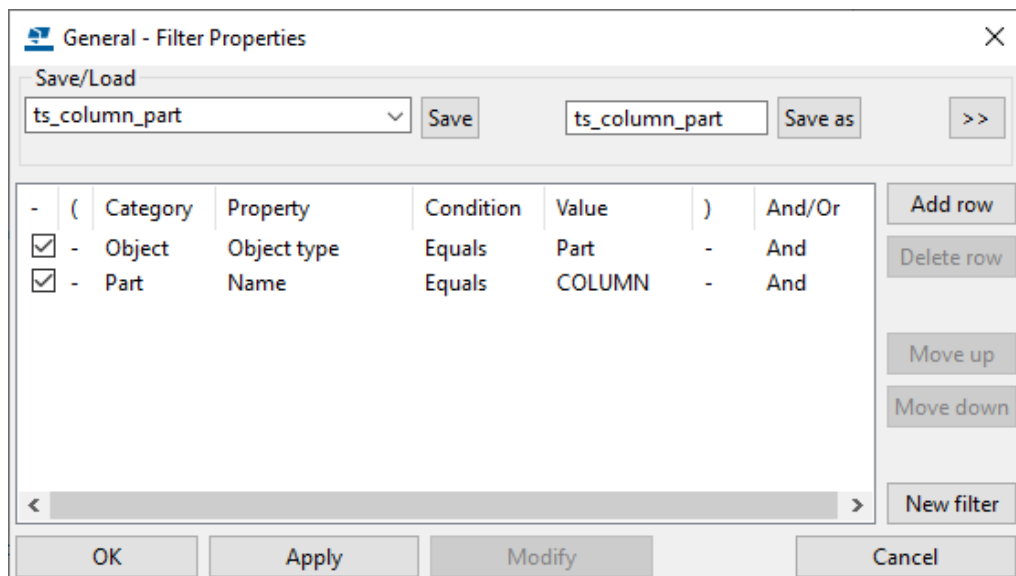 General - Filter Properties
Save/Load
ts_column_part Save ts_column_part Save as >>
- ( Category Property Condition Value ) And/Or Add row
- Object Object type Equals Part - And Delete row
- Part Name Equals COLUMN - And
Move up
Move down
< > New filter
OK Apply Modify Cancel